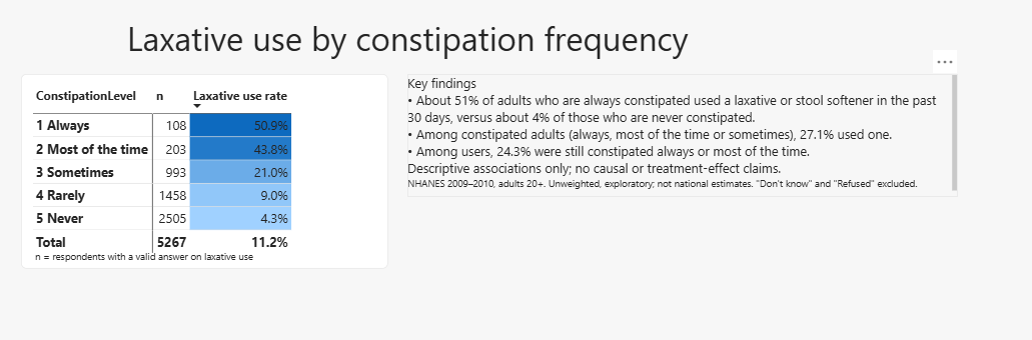 Laxative use by constipation frequency
ConstipationLevel n Laxative use rate
1 Always 108 50.9%
2 Most of the time 203 43.8%
3 Sometimes 993 21.0%
4 Rarely 1458 9.0%
5 Never 2505 4.3%
Total 5267 11.2%
n = respondents with a valid answer on laxative use
Key findings
• About 51% of adults who are always constipated used a laxative or stool softener in the past
30 days, versus about 4% of those who are never constipated.
• Among constipated adults (always, most of the time or sometimes), 27.1% used one.
• Among users, 24.3% were still constipated always or most of the time.
Descriptive associations only; no causal or treatment-effect claims.
NHANES 2009–2010, adults 20+. Unweighted, exploratory; not national estimates. "Don't know" and "Refused" excluded.